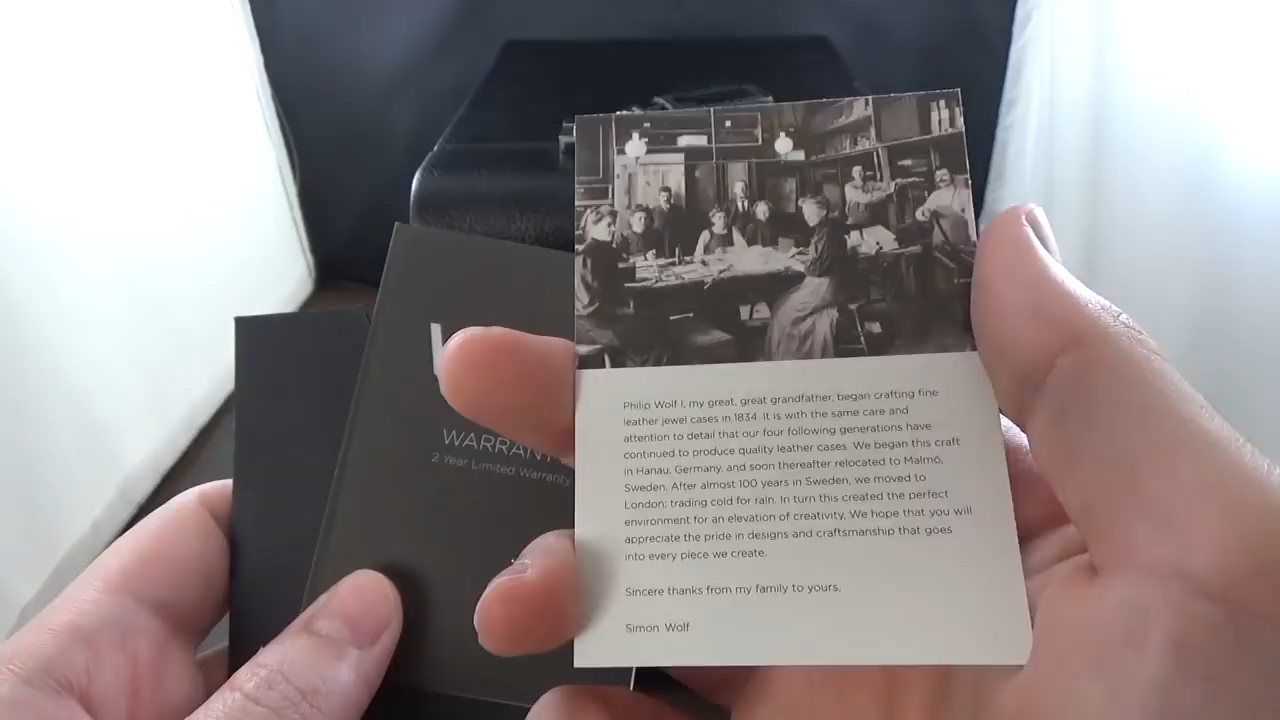 WARRAN
2 Year Limited Warranty
Philip Wolf I, my great, great grandfather, began crafting fine
leather jewel cases in 1834. It is with the same care and
attention to detail that our four following generations have
continued to produce quality leather cases. We began this craft
in Hanau, Germany, and soon thereafter relocated to Malmö,
Sweden. After almost 100 years in Sweden, we moved to
London; trading cold for rain. In turn this created the perfect
environment for an elevation of creativity. We hope that you will
appreciate the pride in designs and craftsmanship that goes
into every piece we create.
Sincere thanks from my family to yours,
Simon Wolf